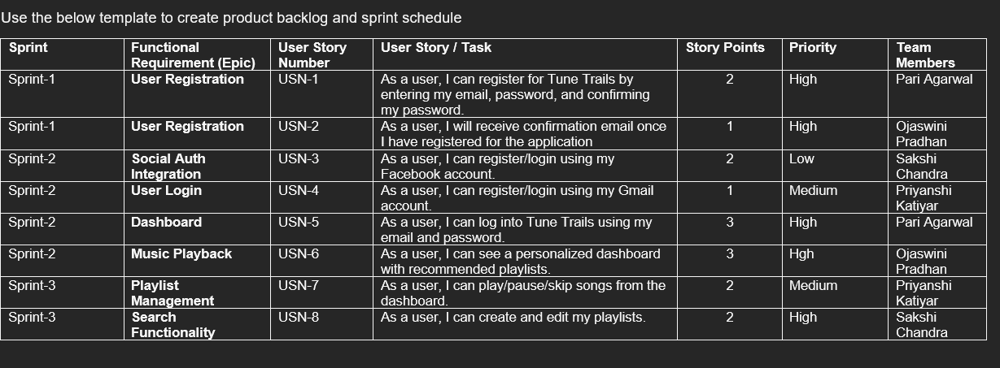 Use the below template to create product backlog and sprint schedule
Sprint Functional Requirement (Epic) User Story Number User Story / Task Story Points Priority Team Members
Sprint-1 User Registration USN-1 As a user, I can register for Tune Trails by entering my email, password, and confirming my password. 2 High Pari Agarwal
Sprint-1 User Registration USN-2 As a user, I will receive confirmation email once I have registered for the application 1 High Ojaswini Pradhan
Sprint-2 Social Auth Integration USN-3 As a user, I can register/login using my Facebook account. 2 Low Sakshi Chandra
Sprint-2 User Login USN-4 As a user, I can register/login using my Gmail account. 1 Medium Priyanshi Katiyar
Sprint-2 Dashboard USN-5 As a user, I can log into Tune Trails using my email and password. 3 High Pari Agarwal
Sprint-2 Music Playback USN-6 As a user, I can see a personalized dashboard with recommended playlists. 3 Hgh Ojaswini Pradhan
Sprint-3 Playlist Management USN-7 As a user, I can play/pause/skip songs from the dashboard. 2 Medium Priyanshi Katiyar
Sprint-3 Search Functionality USN-8 As a user, I can create and edit my playlists. 2 High Sakshi Chandra